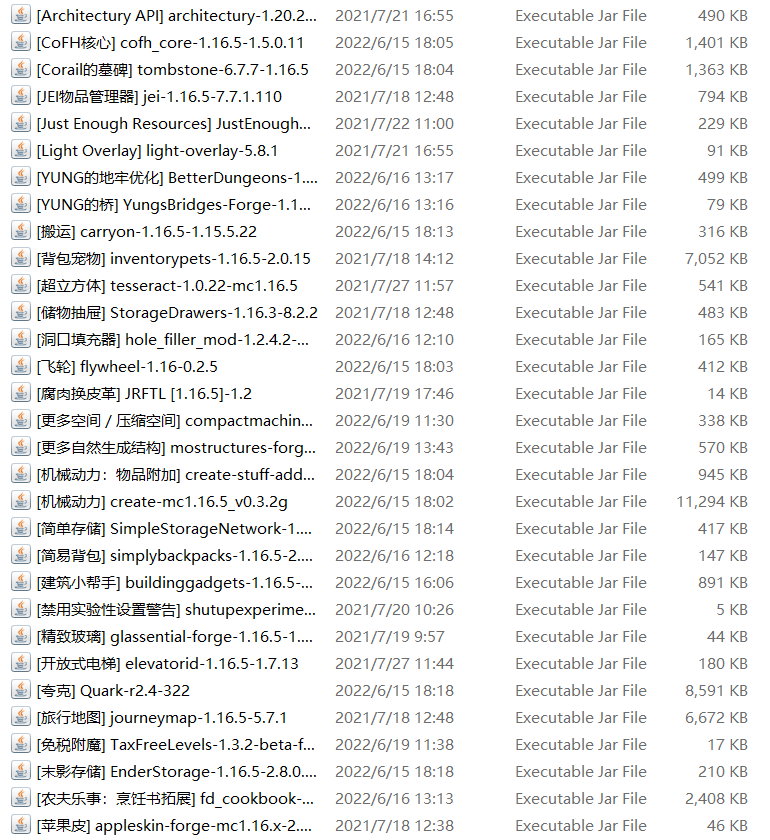 [Architectury API] architectury-1.20.2... 2021/7/21 16:55 Executable Jar File 490 KB
[CoFH核心] cofh_core-1.16.5-1.5.0.11 2022/6/15 18:05 Executable Jar File 1,401 KB
[Corail的墓碑] tombstone-6.7.7-1.16.5 2022/6/15 18:04 Executable Jar File 1,363 KB
[JEI物品管理器] jei-1.16.5-7.7.1.110 2021/7/18 12:48 Executable Jar File 794 KB
[Just Enough Resources] JustEnough... 2021/7/22 11:00 Executable Jar File 229 KB
[Light Overlay] light-overlay-5.8.1 2021/7/21 16:55 Executable Jar File 91 KB
[YUNG的地牢优化] BetterDungeons-1.... 2022/6/16 13:17 Executable Jar File 499 KB
[YUNG的桥] YungsBridges-Forge-1.1... 2022/6/16 13:16 Executable Jar File 79 KB
[搬运] carryon-1.16.5-1.15.5.22 2022/6/15 18:13 Executable Jar File 316 KB
[背包宠物] inventorypets-1.16.5-2.0.15 2021/7/18 14:12 Executable Jar File 7,052 KB
[超立方体] tesseract-1.0.22-mc1.16.5 2021/7/27 11:57 Executable Jar File 541 KB
[储物抽屉] StorageDrawers-1.16.3-8.2.2 2021/7/18 12:48 Executable Jar File 483 KB
[洞口填充器] hole_filler_mod-1.2.4.2-... 2022/6/16 12:10 Executable Jar File 165 KB
[飞轮] flywheel-1.16-0.2.5 2022/6/15 18:03 Executable Jar File 412 KB
[腐肉换皮革] JRFTL [1.16.5]-1.2 2021/7/19 17:46 Executable Jar File 14 KB
[更多空间 / 压缩空间] compactmachin... 2022/6/19 11:30 Executable Jar File 338 KB
[更多自然生成结构] mostructures-forg... 2022/6/19 13:43 Executable Jar File 570 KB
[机械动力：物品附加] create-stuff-add... 2022/6/15 18:04 Executable Jar File 945 KB
[机械动力] create-mc1.16.5_v0.3.2g 2022/6/15 18:02 Executable Jar File 11,294 KB
[简单存储] SimpleStorageNetwork-1.... 2022/6/15 18:14 Executable Jar File 417 KB
[简易背包] simplybackpacks-1.16.5-2.... 2022/6/16 12:18 Executable Jar File 147 KB
[建筑小帮手] buildinggadgets-1.16.5-... 2022/6/15 16:06 Executable Jar File 891 KB
[禁用实验性设置警告] shutupexperime... 2021/7/20 10:26 Executable Jar File 5 KB
[精致玻璃] glassential-forge-1.16.5-1.... 2021/7/19 9:57 Executable Jar File 44 KB
[开放式电梯] elevatorid-1.16.5-1.7.13 2021/7/27 11:44 Executable Jar File 180 KB
[夸克] Quark-r2.4-322 2022/6/15 18:18 Executable Jar File 8,591 KB
[旅行地图] journeymap-1.16.5-5.7.1 2021/7/18 12:48 Executable Jar File 6,672 KB
[免税附魔] TaxFreeLevels-1.3.2-beta-f... 2022/6/19 11:38 Executable Jar File 17 KB
[末影存储] EnderStorage-1.16.5-2.8.0.... 2022/6/15 18:18 Executable Jar File 210 KB
[农夫乐事：烹饪书拓展] fd_cookbook-... 2022/6/16 13:13 Executable Jar File 2,408 KB
[苹果皮] appleskin-forge-mc1.16.x-2.... 2021/7/18 12:38 Executable Jar File 46 KB